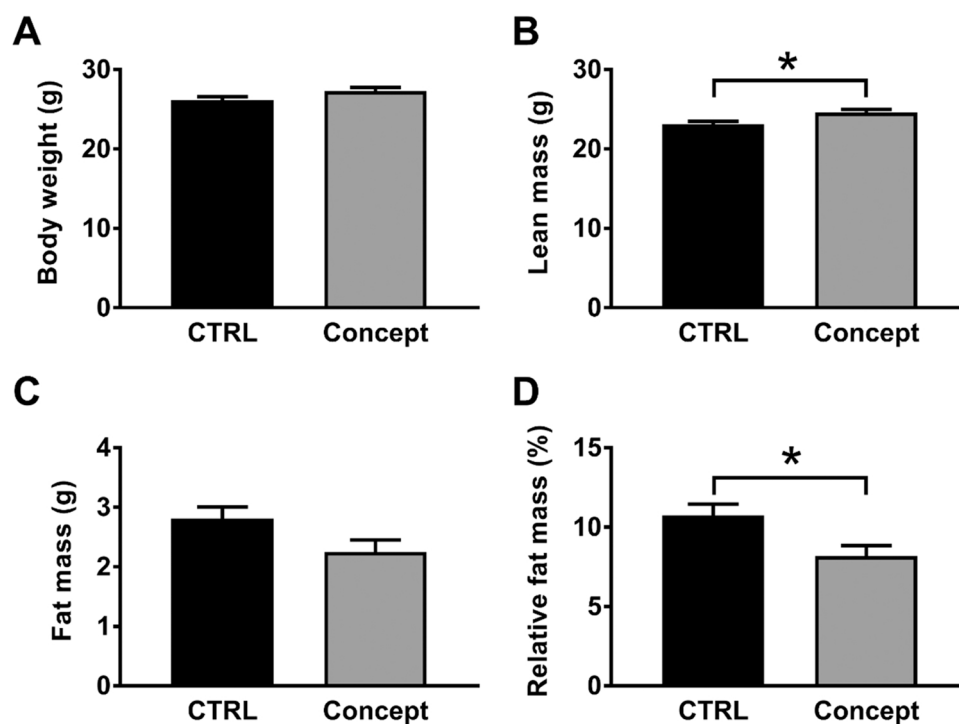 A
Body weight (g)
30
20
10
0
CTRL Concept
B
Lean mass (g)
30
20
10
0
*
CTRL Concept
C
Fat mass (g)
4
3
2
1
0
CTRL Concept
D
Relative fat mass (%)
15
10
5
0
*
CTRL Concept